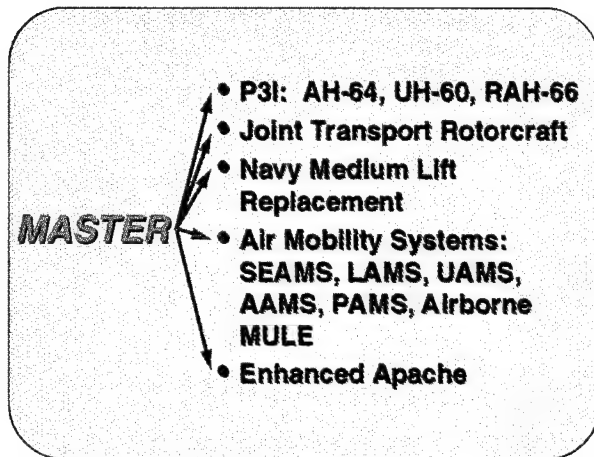 • P3I: AH-64, UH-60, RAH-66
• Joint Transport Rotorcraft
• Navy Medium Lift
Replacement
MASTER
• Air Mobility Systems:
SEAMS, LAMS, UAMS,
AAMS, PAMS, Airborne
MULE
• Enhanced Apache